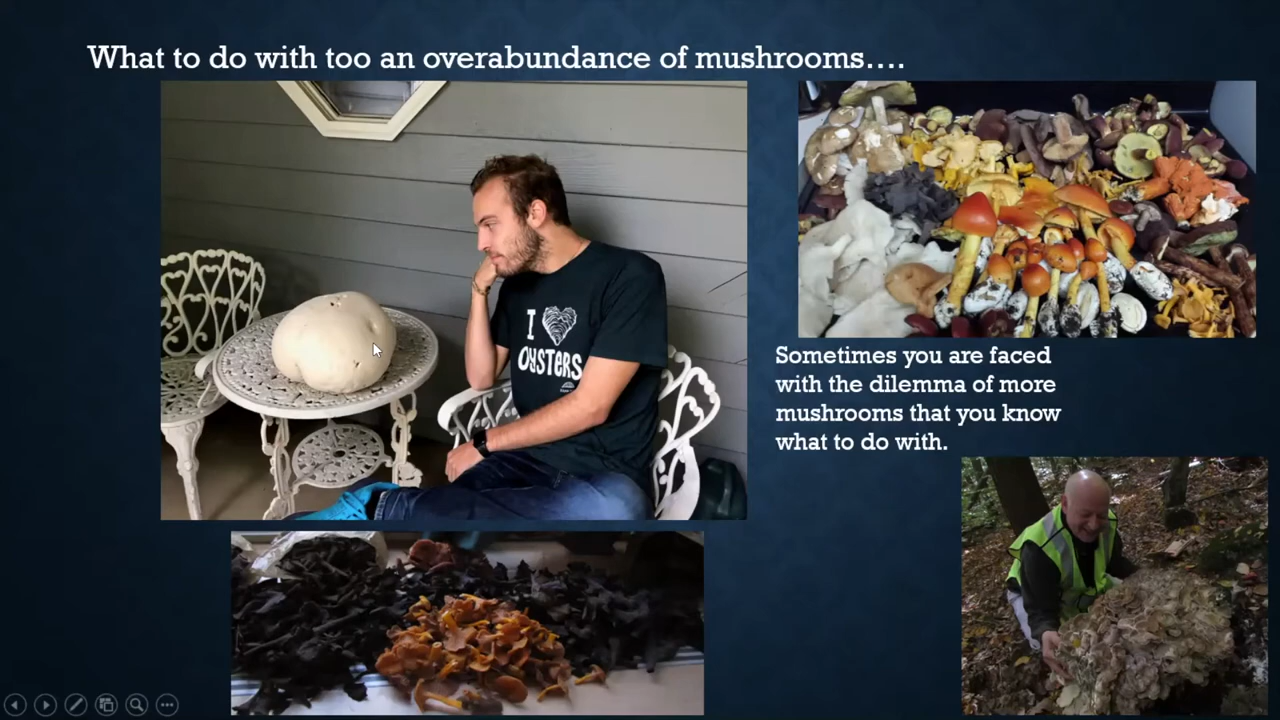 What to do with too an overabundance of mushrooms....
I
OYSTERS
Sometimes you are faced
with the dilemma of more
mushrooms that you know
what to do with.